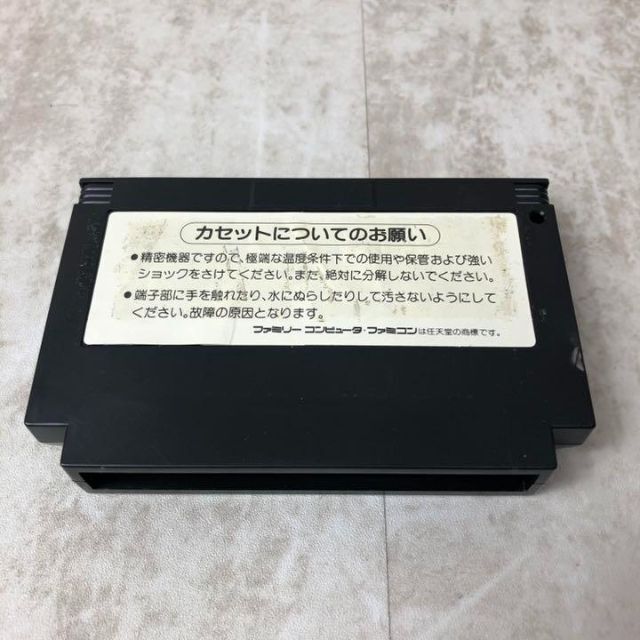 カセットについてのお願い
●精密機器ですので、極端な温度条件下での使用や保管および強い
ショックをさけてください。また、絶対に分解しないでください。
●端子部に手を触れたり、水にぬらしたりして汚さないようにして
ください。故障の原因となります。
ファミリー コンピュータ・ファミコンは任天堂の商標です。